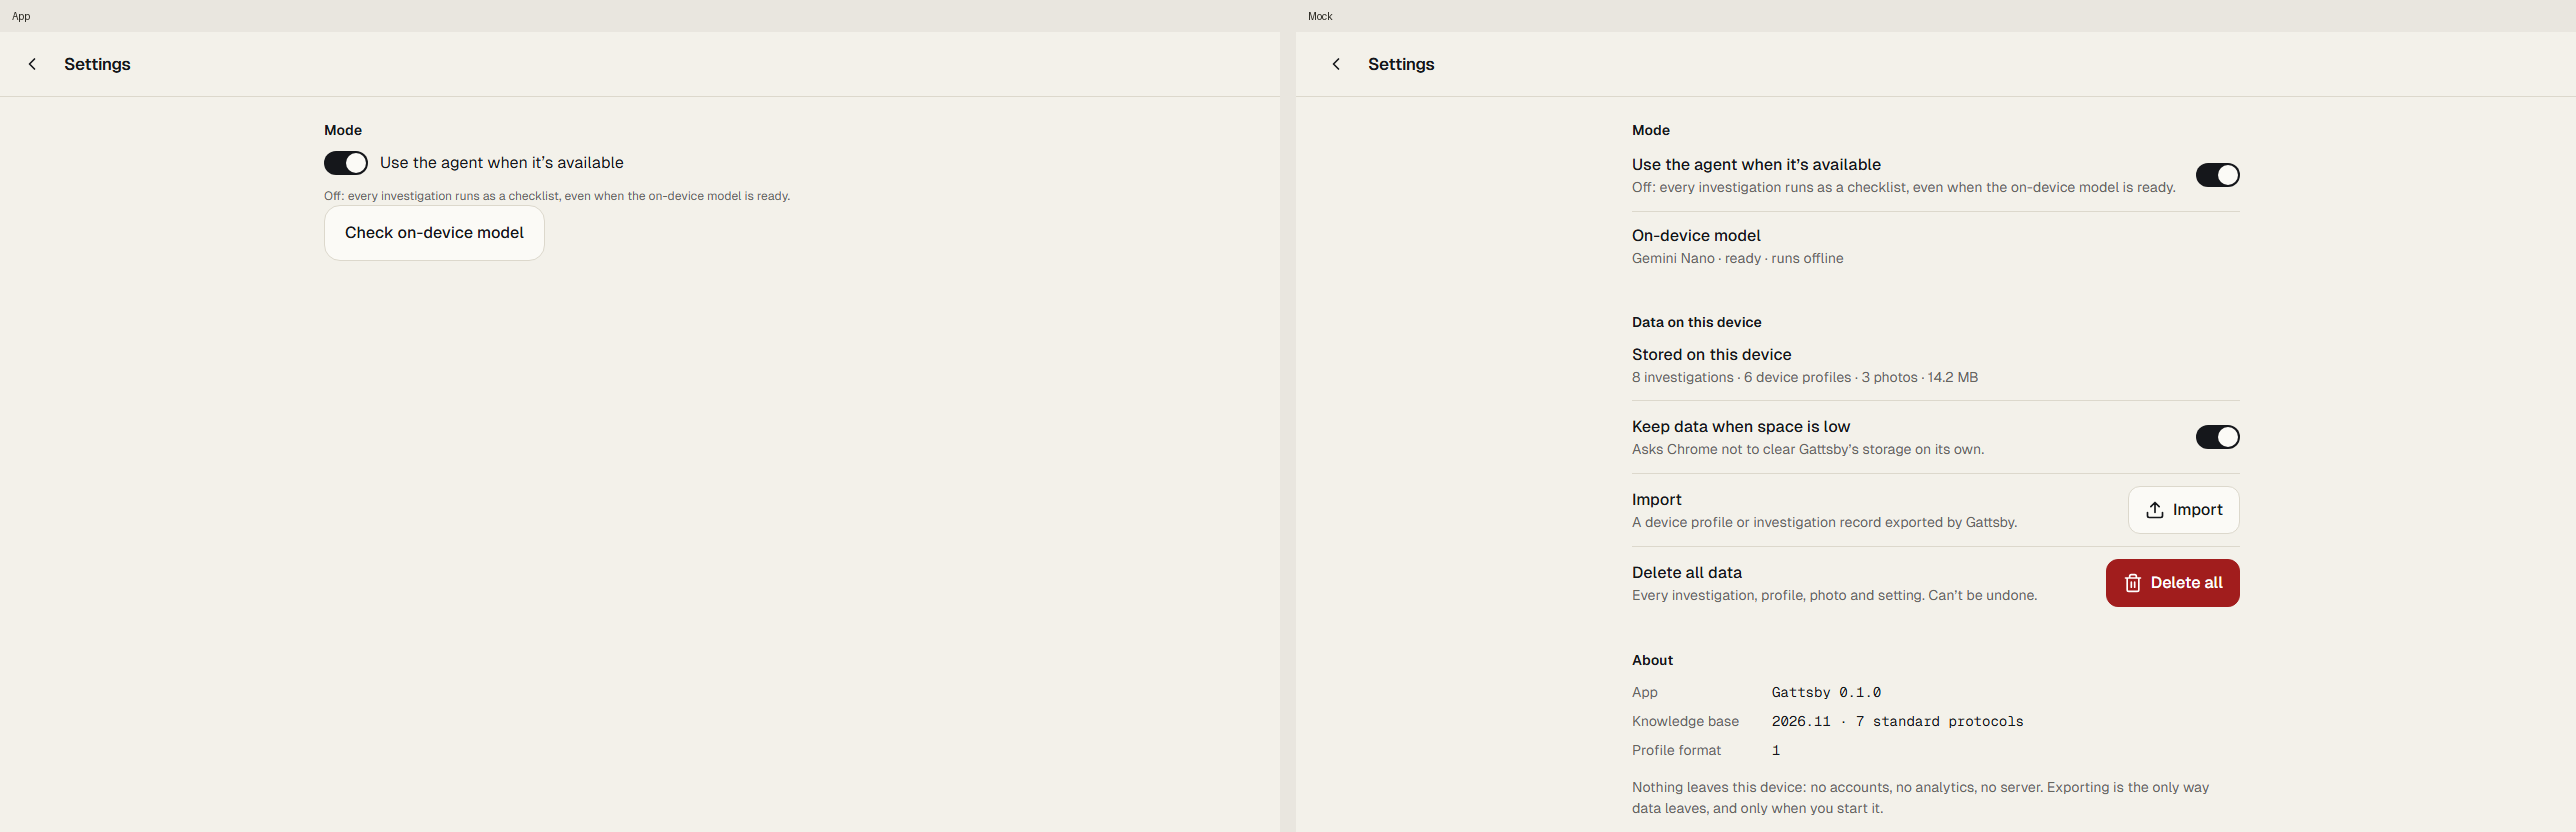 App
Settings
Mode
Use the agent when it’s available
Off: every investigation runs as a checklist, even when the on-device model is ready.
Check on-device model
Mock
Settings
Mode
Use the agent when it’s available
Off: every investigation runs as a checklist, even when the on-device model is ready.
On-device model
Gemini Nano · ready · runs offline
Data on this device
Stored on this device
8 investigations · 6 device profiles · 3 photos · 14.2 MB
Keep data when space is low
Asks Chrome not to clear Gattsby’s storage on its own.
Import
A device profile or investigation record exported by Gattsby.
Import
Delete all data
Every investigation, profile, photo and setting. Can’t be undone.
Delete all
About
App Gattsby 0.1.0
Knowledge base 2026.11 · 7 standard protocols
Profile format 1
Nothing leaves this device: no accounts, no analytics, no server. Exporting is the only way
data leaves, and only when you start it.